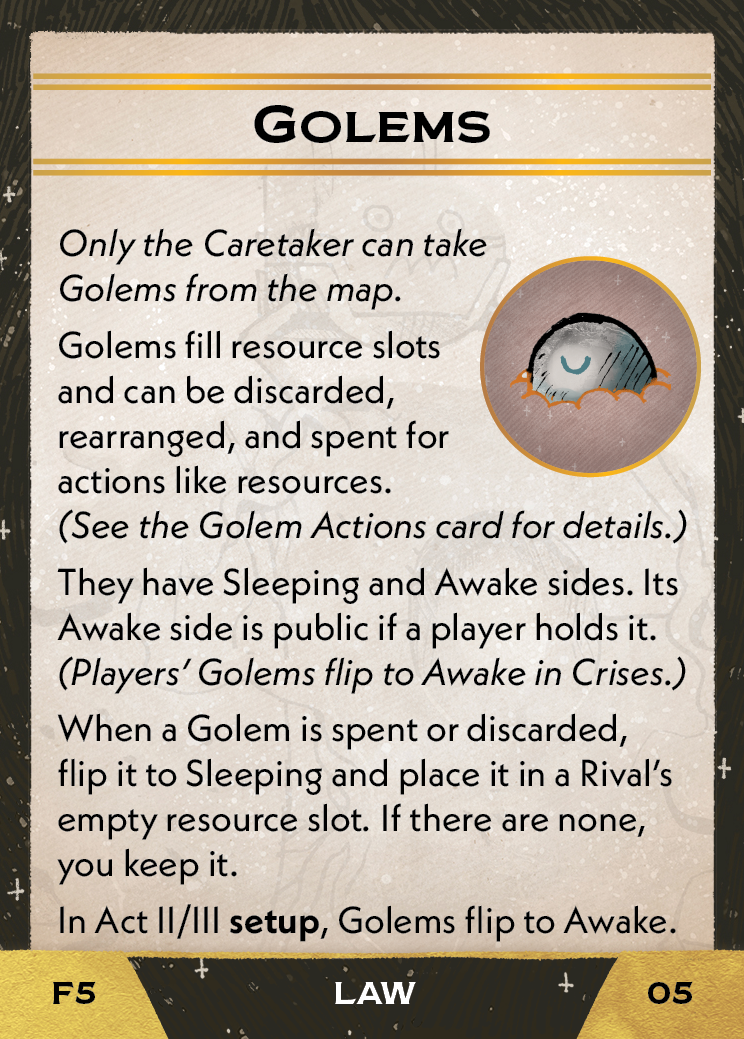 GOLEMS
Only the Caretaker can take
Golems from the map.
Golems fill resource slots
and can be discarded,
rearranged, and spent for
actions like resources.
(See the Golem Actions card for details.)
They have Sleeping and Awake sides. Its
Awake side is public if a player holds it.
(Players’ Golems flip to Awake in Crises.)
When a Golem is spent or discarded,
flip it to Sleeping and place it in a Rival’s
empty resource slot. If there are none,
you keep it.
In Act II/III setup, Golems flip to Awake.
F5 LAW 05